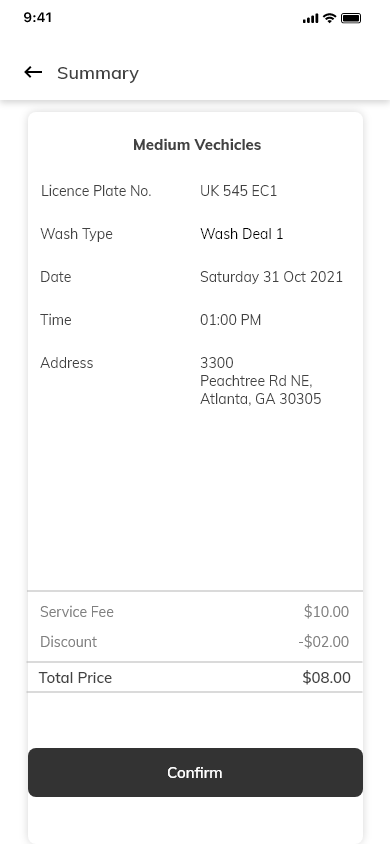 9:41
Summary
Medium Vechicles
Licence Plate No. UK 545 EC1
Wash Type Wash Deal 1
Date Saturday 31 Oct 2021
Time 01:00 PM
Address 3300
Peachtree Rd NE,
Atlanta, GA 30305
Service Fee $10.00
Discount -$02.00
Total Price $08.00
Confirm